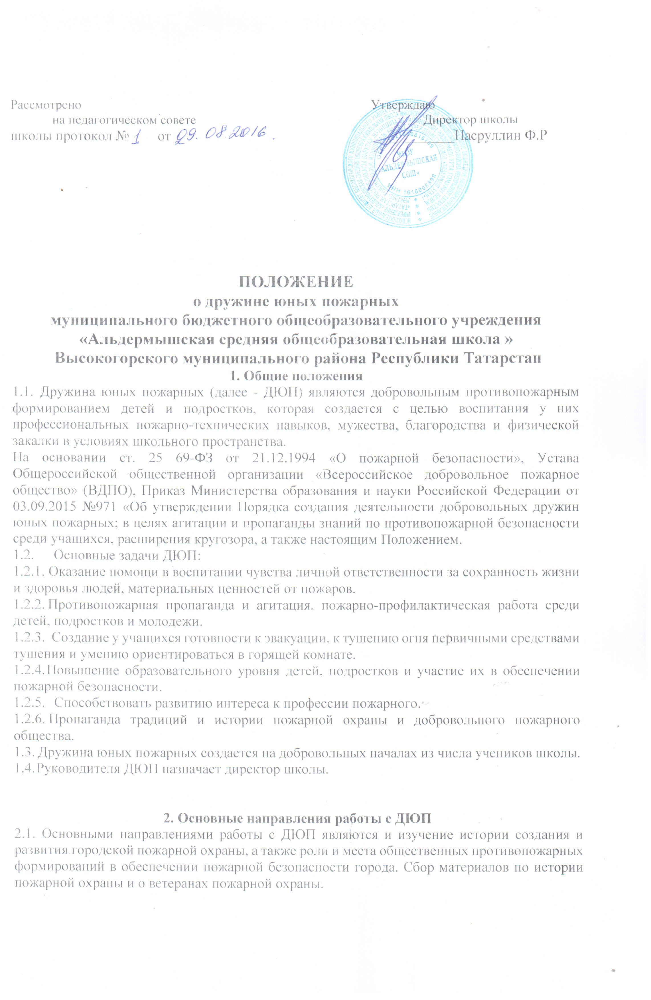 Рассмотрено Утверждаю
на педагогическом совете Директор школы
школы протокол № 1 от 29.08.2016. Насруллин Ф.Р
МБОУ
«АЛЬДЕРМЫШСКАЯ
СОШ»
ИНН 1616008398
ПОЛОЖЕНИЕ
о дружине юных пожарных
муниципального бюджетного общеобразовательного учреждения
«Альдермышская средняя общеобразовательная школа »
Высокогорского муниципального района Республики Татарстан
1. Общие положения
1.1. Дружина юных пожарных (далее - ДЮП) являются добровольным противопожарным
формированием детей и подростков, которая создается с целью воспитания у них
профессиональных пожарно-технических навыков, мужества, благородства и физической
закалки в условиях школьного пространства.
На основании ст. 25 69-ФЗ от 21.12.1994 «О пожарной безопасности», Устава
Общероссийской общественной организации «Всероссийское добровольное пожарное
общество» (ВДПО), Приказ Министерства образования и науки Российской Федерации от
03.09.2015 №971 «Об утверждении Порядка создания деятельности добровольных дружин
юных пожарных; в целях агитации и пропаганды знаний по противопожарной безопасности
среди учащихся, расширения кругозора, а также настоящим Положением.
1.2. Основные задачи ДЮП:
1.2.1. Оказание помощи в воспитании чувства личной ответственности за сохранность жизни
и здоровья людей, материальных ценностей от пожаров.
1.2.2. Противопожарная пропаганда и агитация, пожарно-профилактическая работа среди
детей, подростков и молодежи.
1.2.3. Создание у учащихся готовности к эвакуации, к тушению огня первичными средствами
тушения и умению ориентироваться в горящей комнате.
1.2.4. Повышение образовательного уровня детей, подростков и участие их в обеспечении
пожарной безопасности.
1.2.5. Способствовать развитию интереса к профессии пожарного.
1.2.6. Пропаганда традиций и истории пожарной охраны и добровольного пожарного
общества.
1.3. Дружина юных пожарных создается на добровольных началах из числа учеников школы.
1.4. Руководителя ДЮП назначает директор школы.
2. Основные направления работы с ДЮП
2.1. Основными направлениями работы с ДЮП являются и изучение истории создания и
развития городской пожарной охраны, а также роли и места общественных противопожарных
формирований в обеспечении пожарной безопасности города. Сбор материалов по истории
пожарной охраны и о ветеранах пожарной охраны.